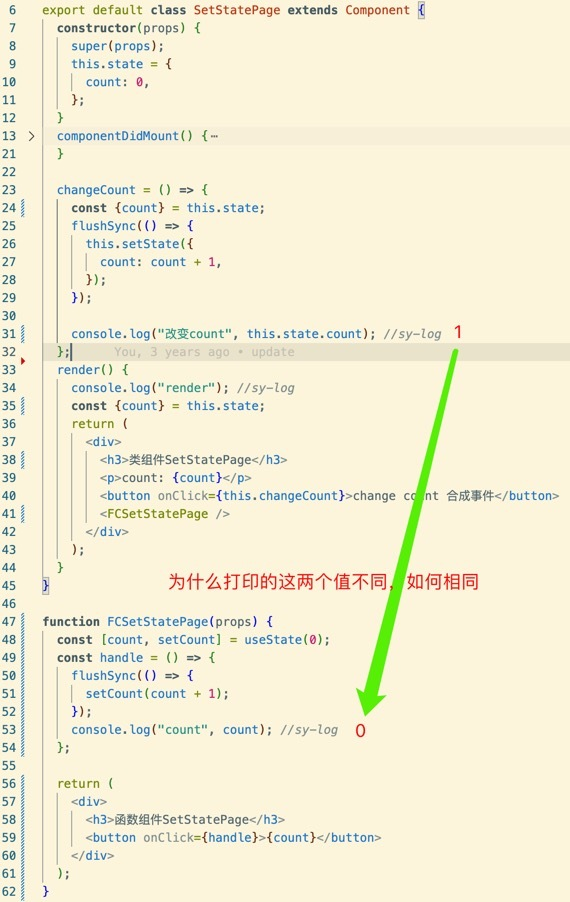 6 export default class SetStatePage extends Component {
7 constructor(props) {
8 super(props);
9 this.state = {
10 count: 0,
11 };
12 }
13 > componentDidMount() {⋯
21 }
22
23 changeCount = () => {
24 const {count} = this.state;
25 flushSync(() => {
26 this.setState({
27 count: count + 1,
28 });
29 });
30
31 console.log("改变count", this.state.count); //sy-log 1
32 }; You, 3 years ago • update
33 render() {
34 console.log("render"); //sy-log
35 const {count} = this.state;
36 return (
37 <div>
38 <h3>类组件SetStatePage</h3>
39 <p>count: {count}</p>
40 <button onClick={this.changeCount}>change count 合成事件</button>
41 <FCSetStatePage />
42 </div>
43 );
44 }
为什么打印的这两个值不同，如何相同
45 }
46
47 function FCSetStatePage(props) {
48 const [count, setCount] = useState(0);
49 const handle = () => {
50 flushSync(() => {
51 setCount(count + 1);
52 });
53 console.log("count", count); //sy-log 0
54 };
55
56 return (
57 <div>
58 <h3>函数组件SetStatePage</h3>
59 <button onClick={handle}>{count}</button>
60 </div>
61 );
62 }